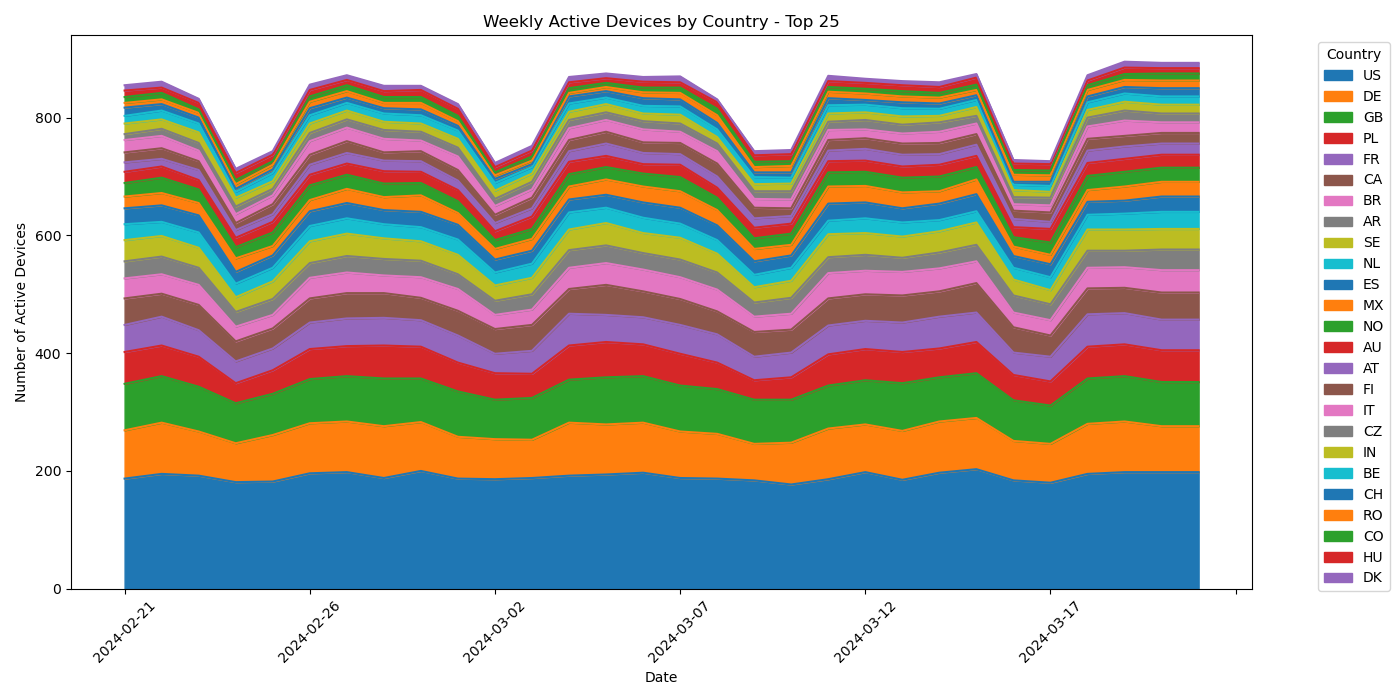 Weekly Active Devices by Country - Top 25
Number of Active Devices
800
600
400
200
0
2024-02-21
2024-02-26
2024-03-02
2024-03-07
2024-03-12
2024-03-17
Date
Country
US
DE
GB
PL
FR
CA
BR
AR
SE
NL
ES
MX
NO
AU
AT
FI
IT
CZ
IN
BE
CH
RO
CO
HU
DK